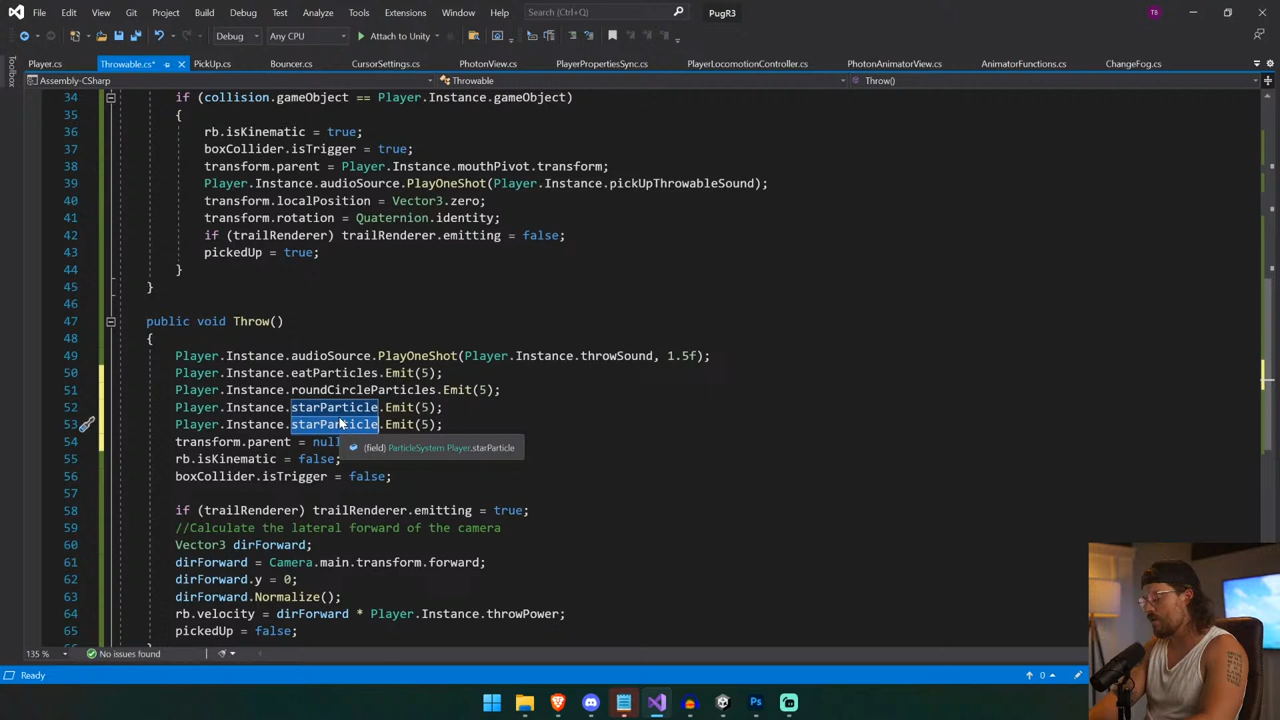 File Edit View Git Project Build Debug Test Analyze Tools Extensions Window Help Search (Ctrl+Q) PugR3 TB
Debug Any CPU Attach to Unity
Player.cs Throwable.cs* PickUp.cs Bouncer.cs CursorSettings.cs PhotonView.cs PlayerPropertiesSync.cs PlayerLocomotionController.cs PhotonAnimatorView.cs AnimatorFunctions.cs ChangeFog.cs
Toolbox
Assembly-CSharp Throwable Throw()
34 if (collision.gameObject == Player.Instance.gameObject)
35 {
36 rb.isKinematic = true;
37 boxCollider.isTrigger = true;
38 transform.parent = Player.Instance.mouthPivot.transform;
39 Player.Instance.audioSource.PlayOneShot(Player.Instance.pickUpThrowableSound);
40 transform.localPosition = Vector3.zero;
41 transform.rotation = Quaternion.identity;
42 if (trailRenderer) trailRenderer.emitting = false;
43 pickedUp = true;
44 }
45 }
46
47 public void Throw()
48 {
49 Player.Instance.audioSource.PlayOneShot(Player.Instance.throwSound, 1.5f);
50 Player.Instance.eatParticles.Emit(5);
51 Player.Instance.roundCircleParticles.Emit(5);
52 Player.Instance.starParticle.Emit(5);
53 Player.Instance.starParticle.Emit(5);
54 transform.parent = null
(field) ParticleSystem Player.starParticle
55 rb.isKinematic = false;
56 boxCollider.isTrigger = false;
57
58 if (trailRenderer) trailRenderer.emitting = true;
59 //Calculate the lateral forward of the camera
60 Vector3 dirForward;
61 dirForward = Camera.main.transform.forward;
62 dirForward.y = 0;
63 dirForward.Normalize();
64 rb.velocity = dirForward * Player.Instance.throwPower;
65 pickedUp = false;
135 % No issues found
Ready 0